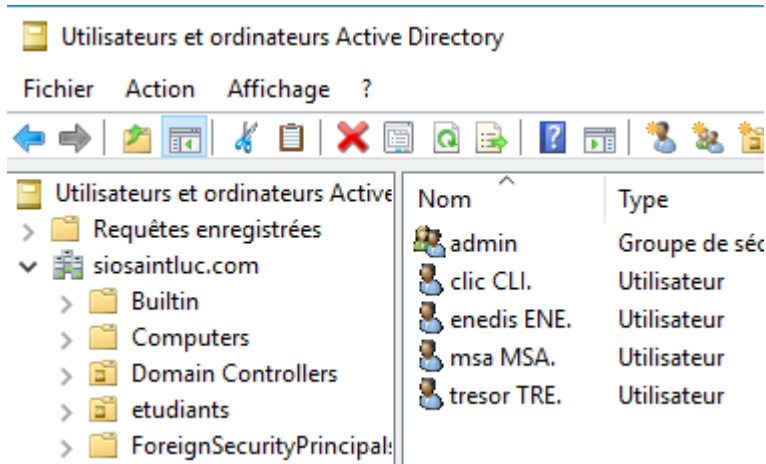 Utilisateurs et ordinateurs Active Directory
Fichier Action Affichage ?
Utilisateurs et ordinateurs Active
Requêtes enregistrées
siosaintluc.com
Builtin
Computers
Domain Controllers
etudiants
ForeignSecurityPrincipals
Nom Type
admin Groupe de séc
clic CLI. Utilisateur
enedis ENE. Utilisateur
msa MSA. Utilisateur
tresor TRE. Utilisateur